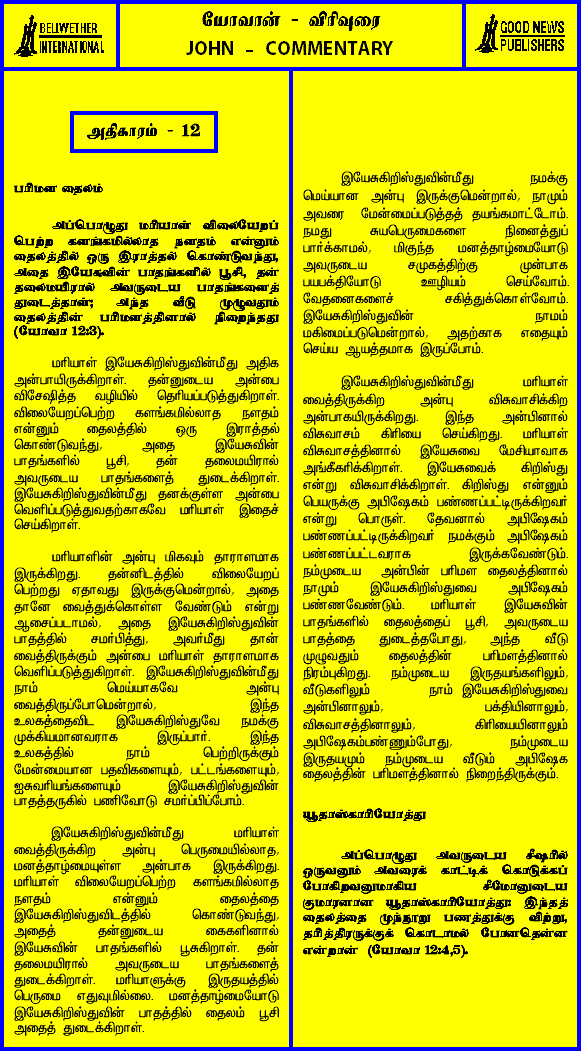 BELWETHER
INTERNATIONAL
யோவான் - விரிவுரை
JOHN - COMMENTARY
GOOD NEWS
PUBLISHERS
அதிகாரம் - 12
பரிமள தைலம்
அப்பொழுது மரியாள் விலையேறப்
பெற்ற களங்கமில்லாத நளதம் என்னும்
தைலத்தில் ஒரு இராத்தல் கொண்டுவந்து,
அதை இயேசுவின் பாதங்களில் பூசி, தன்
தலைமயிரால் அவருடைய பாதங்களைத்
துடைத்தாள்; அந்த வீடு முழுவதும்
தைலத்தின் பரிமளத்தினால் நிறைந்தது
(யோவா 12:3).
மரியாள் இயேசுகிறிஸ்துவின்மீது அதிக
அன்பாயிருக்கிறாள். தன்னுடைய அன்பை
விசேஷித்த வழியில் தெரியப்படுத்துகிறாள்.
விலையேறப்பெற்ற களங்கமில்லாத நளதம்
என்னும் தைலத்தில் ஒரு இராத்தல்
கொண்டுவந்து, அதை இயேசுவின்
பாதங்களில் பூசி, தன் தலைமயிரால்
அவருடைய பாதங்களைத் துடைக்கிறாள்.
இயேசுகிறிஸ்துவின்மீது தனக்குள்ள அன்பை
வெளிப்படுத்துவதற்காகவே மரியாள் இதைச்
செய்கிறாள்.
மரியாளின் அன்பு மிகவும் தாராளமாக
இருக்கிறது. தன்னிடத்தில் விலையேறப்
பெற்றது ஏதாவது இருக்குமென்றால், அதை
தானே வைத்துக்கொள்ள வேண்டும் என்று
ஆசைப்படாமல், அதை இயேசுகிறிஸ்துவின்
பாதத்தில் சமர்பித்து, அவர்மீது தான்
வைத்திருக்கும் அன்பை மரியாள் தாராளமாக
வெளிப்படுத்துகிறாள். இயேசுகிறிஸ்துவின்மீது
நாம் மெய்யாகவே அன்பு
வைத்திருப்போமென்றால், இந்த
உலகத்தைவிட இயேசுகிறிஸ்துவே நமக்கு
முக்கியமானவராக இருப்பார். இந்த
உலகத்தில் நாம் பெற்றிருக்கும்
மேன்மையான பதவிகளையும், பட்டங்களையும்,
ஐசுவரியங்களையும் இயேசுகிறிஸ்துவின்
பாதத்தருகில் பணிவோடு சமர்ப்பிப்போம்.
இயேசுகிறிஸ்துவின்மீது மரியாள்
வைத்திருக்கிற அன்பு பெருமையில்லாத,
மனத்தாழ்மையுள்ள அன்பாக இருக்கிறது.
மரியாள் விலையேறப்பெற்ற களங்கமில்லாத
நளதம் என்னும் தைலத்தை
இயேசுகிறிஸ்துவிடத்தில் கொண்டுவந்து,
அதைத் தன்னுடைய கைகளினால்
இயேசுவின் பாதங்களில் பூசுகிறாள். தன்
தலைமயிரால் அவருடைய பாதங்களைத்
துடைக்கிறாள். மரியாளுக்கு இருதயத்தில்
பெருமை எதுவுமில்லை. மனத்தாழ்மையோடு
இயேசுகிறிஸ்துவின் பாதத்தில் தைலம் பூசி
அதைத் துடைக்கிறாள்.
இயேசுகிறிஸ்துவின்மீது நமக்கு
மெய்யான அன்பு இருக்குமென்றால், நாமும்
அவரை மேன்மைப்படுத்தத் தயங்கமாட்டோம்.
நமது சுயபெருமைகளை நினைத்துப்
பார்க்காமல், மிகுந்த மனத்தாழ்மையோடு
அவருடைய சமுகத்திற்கு முன்பாக
பயபக்தியோடு ஊழியம் செய்வோம்.
வேதனைகளைச் சகித்துக்கொள்வோம்.
இயேசுகிறிஸ்துவின் நாமம்
மகிமைப்படுமென்றால், அதற்காக எதையும்
செய்ய ஆயத்தமாக இருப்போம்.
இயேசுகிறிஸ்துவின்மீது மரியாள்
வைத்திருக்கிற அன்பு விசுவாசிக்கிற
அன்பாகயிருக்கிறது. இந்த அன்பினால்
விசுவாசம் கிரியை செய்கிறது. மரியாள்
விசுவாசத்தினால் இயேசுவை மேசியாவாக
அங்கீகரிக்கிறாள். இயேசுவைக் கிறிஸ்து
என்று விசுவாசிக்கிறாள். கிறிஸ்து என்னும்
பெயருக்கு அபிஷேகம் பண்ணப்பட்டிருக்கிறவர்
என்று பொருள். தேவனால் அபிஷேகம்
பண்ணப்பட்டிருக்கிறவர் நமக்கும் அபிஷேகம்
பண்ணப்பட்டவராக இருக்கவேண்டும்.
நம்முடைய அன்பின் பரிமள தைலத்தினால்
நாமும் இயேசுகிறிஸ்துவை அபிஷேகம்
பண்ணவேண்டும். மரியாள் இயேசுவின்
பாதங்களில் தைலத்தைப் பூசி, அவருடைய
பாதத்தை துடைத்தபோது, அந்த வீடு
முழுவதும் தைலத்தின் பரிமளத்தினால்
நிரம்புகிறது. நம்முடைய இருதயங்களிலும்,
வீடுகளிலும் நாம் இயேசுகிறிஸ்துவை
அன்பினாலும், பக்தியினாலும்,
விசுவாசத்தினாலும், கிரியையினாலும்
அபிஷேகம்பண்ணும்போது, நம்முடைய
இருதயமும் நம்முடைய வீடும் அபிஷேக
தைலத்தின் பரிமளத்தினால் நிறைந்திருக்கும்.
யூதாஸ்காரியோத்து
அப்பொழுது அவருடைய சீஷரில்
ஒருவனும் அவரைக் காட்டிக் கொடுக்கப்
போகிறவனுமாகிய சீமோனுடைய
குமாரனான யூதாஸ்காரியோத்து: இந்தத்
தைலத்தை முந்நூறு பணத்துக்கு விற்று,
தரித்திரருக்குக் கொடாமல் போனதென்ன
என்றான் (யோவா 12:4,5).